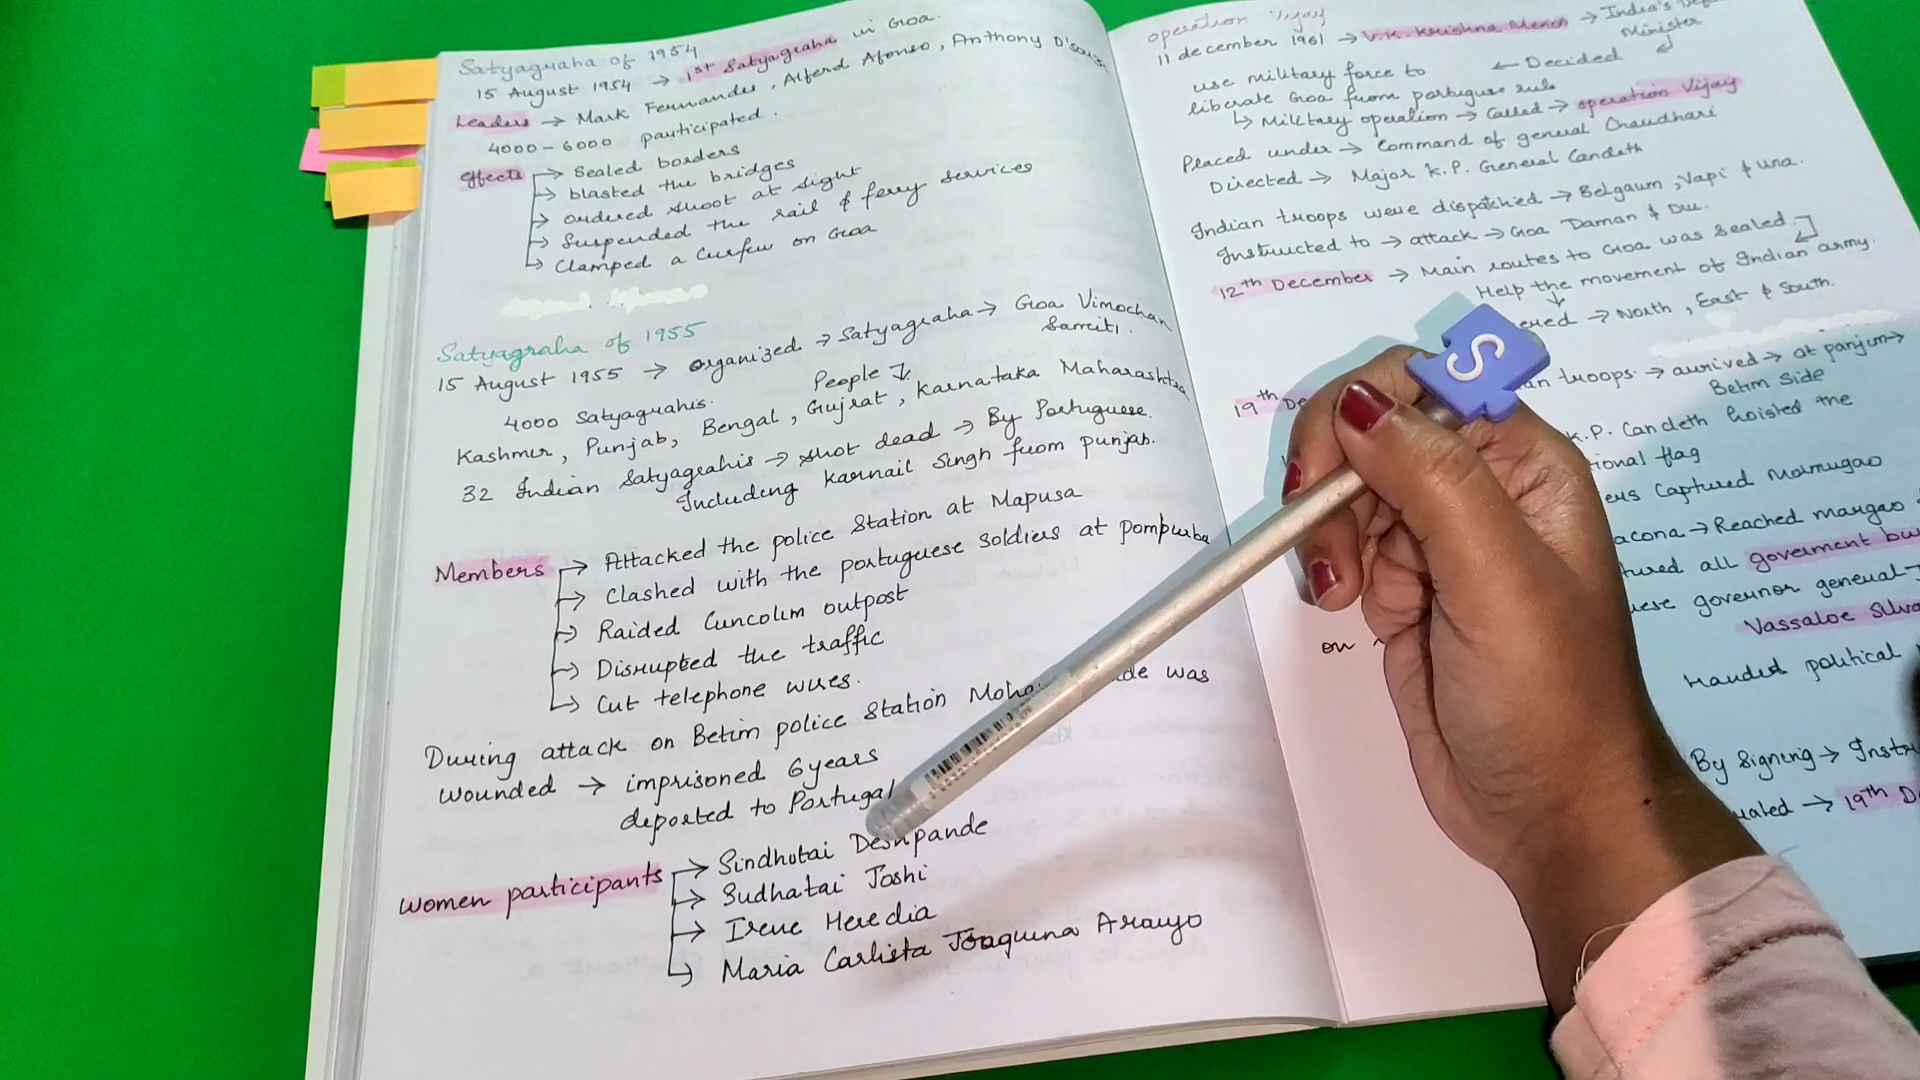 Satyagraha of 1954
15 August 1954 → 1st Satyagraha in Goa.
Leaders → Mark Fernandes, Alferd Afonso, Anthony D'souza
4000 - 6000 participated.
Effects → Sealed borders
→ blasted the bridges
→ ordered shoot at sight
→ Suspended the rail & ferry services
→ Clamped a Curfew on Goa
Satyagraha of 1955
15 August 1955 → organized → Satyagraha → Goa Vimochan
Samiti.
People
4000 Satyagrahis.
Kashmir, Punjab, Bengal, Gujrat, Karnataka Maharashtra
32 Indian Satyagrahis → shot dead → By Portuguese.
Including karnail Singh from punjab.
Members → Attacked the police Station at Mapusa
→ Clashed with the portuguese soldiers at pompurba
→ Raided Cuncolim outpost
→ Disrupted the traffic
→ Cut telephone wires.
During attack on Betim police Station was
wounded → imprisoned 6 years
deported to Portugal
Women participants → Sindhutai Deshpande
→ Sudhatai Joshi
→ Irene Heredia
→ Maria Carlista Joaquina Araujo
operation Vijay
11 december 1961 → V.K. Krishna Menon → India's
Minister
use military force to ← Decided
liberate Goa from portugese rule
↳ Military operation → Called → operation Vijay
Placed under → Command of general Chaudhari
Directed → Major K.P. General Candeth
Indian troops were dispatched → Belgaum, Vapi & Una.
Instructed to → attack → Goa Daman & Diu.
12th December → Main routes to Goa was sealed
Help the movement of Indian army.
→ North, East & South.
19th troops → arrived → at panjim →
Betim Side
K.P. Candeth hoisted the
flag
Captured Mormugao
→ Reached margao
all goverment
governor general
Vassaloe Silva
Handed political
on
By Signing →
→ 19th
S